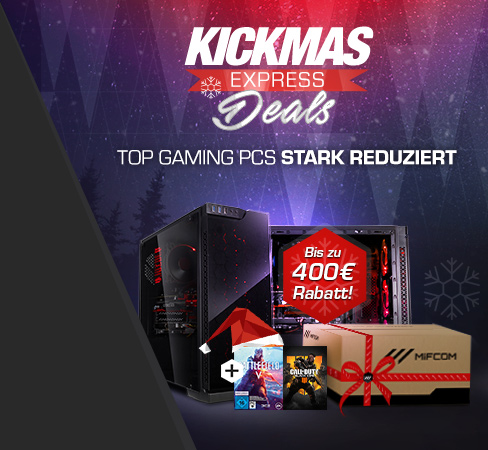 KICKMAS
EXPRESS
Deals
TOP GAMING PCS STARK REDUZIERT
Bis zu
400€
Rabatt!
MIFCOM
+
BATTLEFIELD
V
CALL OF DUTY